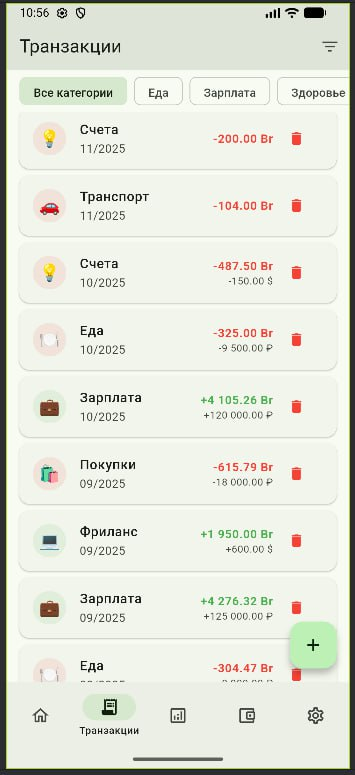 10:56
Транзакции
Все категории Еда Зарплата Здоровье
Счета
11/2025
-200.00 Br
Транспорт
11/2025
-104.00 Br
Счета
10/2025
-487.50 Br
-150.00 $
Еда
10/2025
-325.00 Br
-9 500.00 ₽
Зарплата
10/2025
+4 105.26 Br
+120 000.00 ₽
Покупки
09/2025
-615.79 Br
-18 000.00 ₽
Фриланс
09/2025
+1 950.00 Br
+600.00 $
Зарплата
09/2025
+4 276.32 Br
+125 000.00 ₽
+
Еда
-304.47 Br
Транзакции